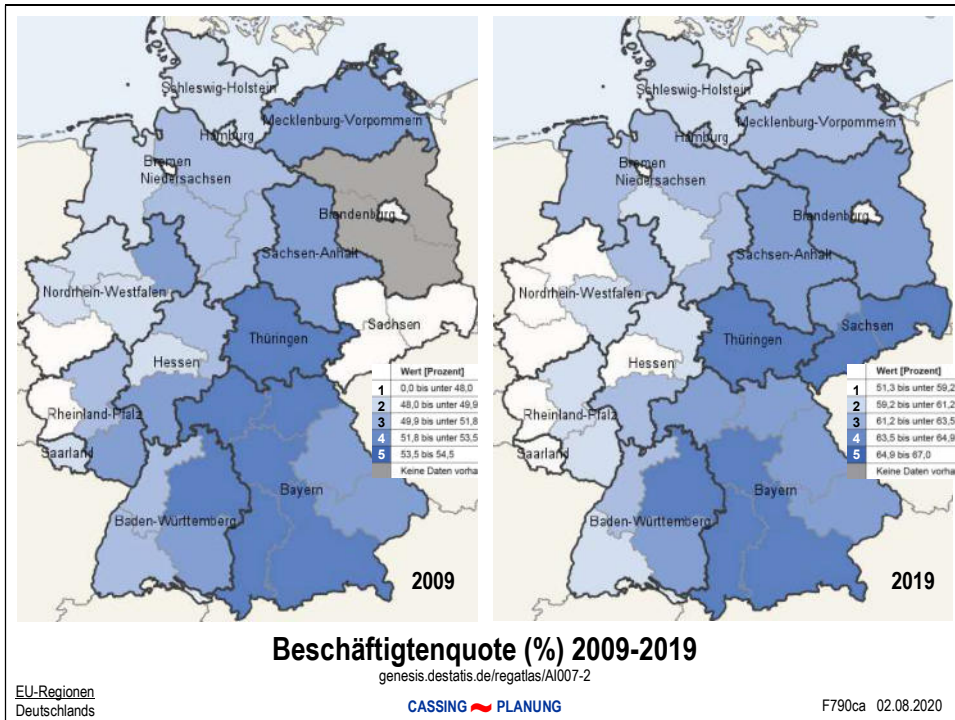 Schleswig-Holstein
Mecklenburg-Vorpommern
Hamburg
Bremen
Niedersachsen
Brandenburg
Sachsen-Anhalt
Nordrhein-Westfalen
Sachsen
Thüringen
Hessen
Rheinland-Pfalz
Saarland
Bayern
Baden-Württemberg
Wert [Prozent]
1 0,0 bis unter 48,0
2 48,0 bis unter 49,9
3 49,9 bis unter 51,8
4 51,8 bis unter 53,5
5 53,5 bis 54,5
Keine Daten vorha
2009
Schleswig-Holstein
Mecklenburg-Vorpommern
Hamburg
Bremen
Niedersachsen
Brandenburg
Sachsen-Anhalt
Nordrhein-Westfalen
Sachsen
Thüringen
Hessen
Rheinland-Pfalz
Saarland
Bayern
Baden-Württemberg
Wert [Prozent]
1 51,3 bis unter 59,2
2 59,2 bis unter 61,2
3 61,2 bis unter 63,5
4 63,5 bis unter 64,9
5 64,9 bis 67,0
Keine Daten vorha
2019
Beschäftigtenquote (%) 2009-2019
genesis.destatis.de/regatlas/AI007-2
EU-Regionen
Deutschlands
CASSING PLANUNG
F790ca 02.08.2020